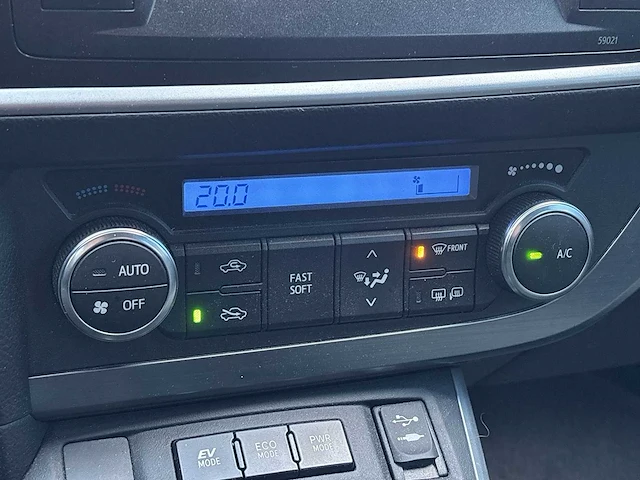 59021
20.0
AUTO
OFF
FAST
SOFT
FRONT
A/C
EV
MODE
ECO
MODE
PWR
MODE